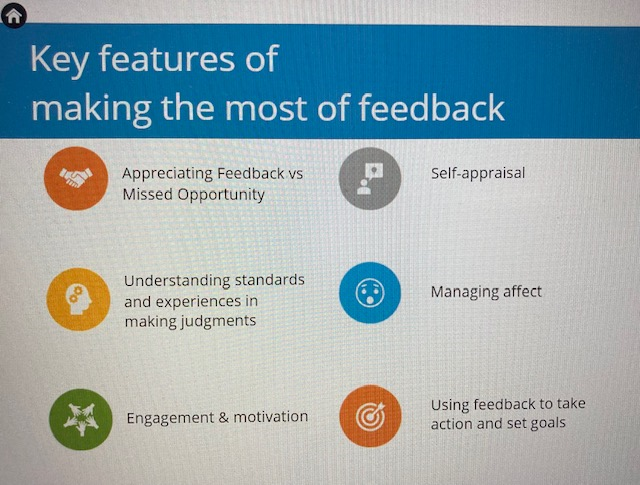 Key features of
making the most of feedback
Appreciating Feedback vs
Missed Opportunity
Self-appraisal
Understanding standards
and experiences in
making judgments
Managing affect
Engagement & motivation
Using feedback to take
action and set goals